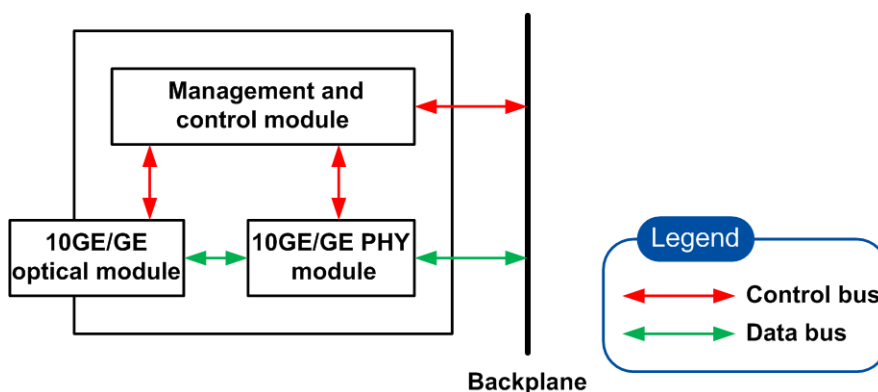 Management and
control module
10GE/GE
optical module
10GE/GE PHY
module
Backplane
Legend
Control bus
Data bus